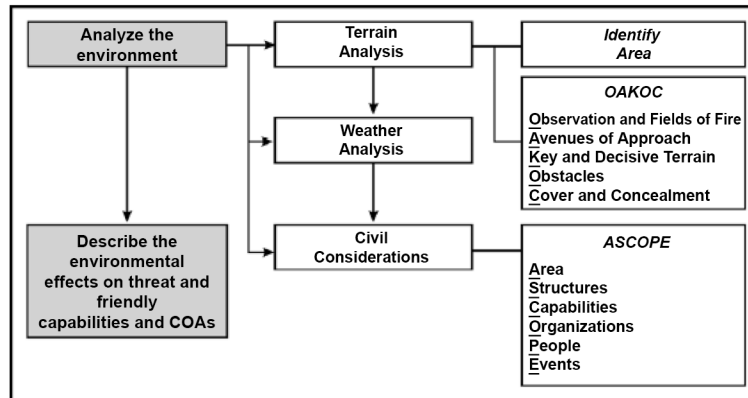 Analyze the
environment
Terrain
Analysis
Identify
Area
OAKOC
Observation and Fields of Fire
Avenues of Approach
Key and Decisive Terrain
Obstacles
Cover and Concealment
Weather
Analysis
Describe the
environmental
effects on threat and
friendly
capabilities and COAs
Civil
Considerations
ASCOPE
Area
Structures
Capabilities
Organizations
People
Events